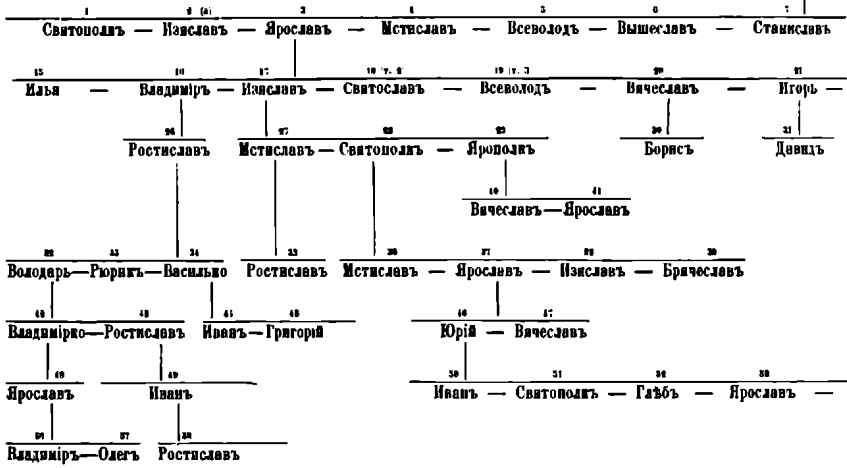 Святополкъ — Изяславъ — Ярославъ — Мстиславъ — Всеволодъ — Вышеславъ — Станиславъ
Илья — Владиміръ — Изяславъ — Святославъ — Всеволодъ — Вячеславъ — Игорь —
Ростиславъ Мстиславъ — Святополкъ — Ярополкъ Борисъ Давидъ
Вячеславъ — Ярославъ
Володарь — Рюрикъ — Василько Ростиславъ Мстиславъ — Ярославъ — Изяславъ — Брячеславъ
Владимірко — Ростиславъ Иванъ — Григорій Юрій — Вячеславъ
Ярославъ Иванъ Иванъ — Святополкъ — Глѣбъ — Ярославъ —
Владиміръ — Олегъ Ростиславъ